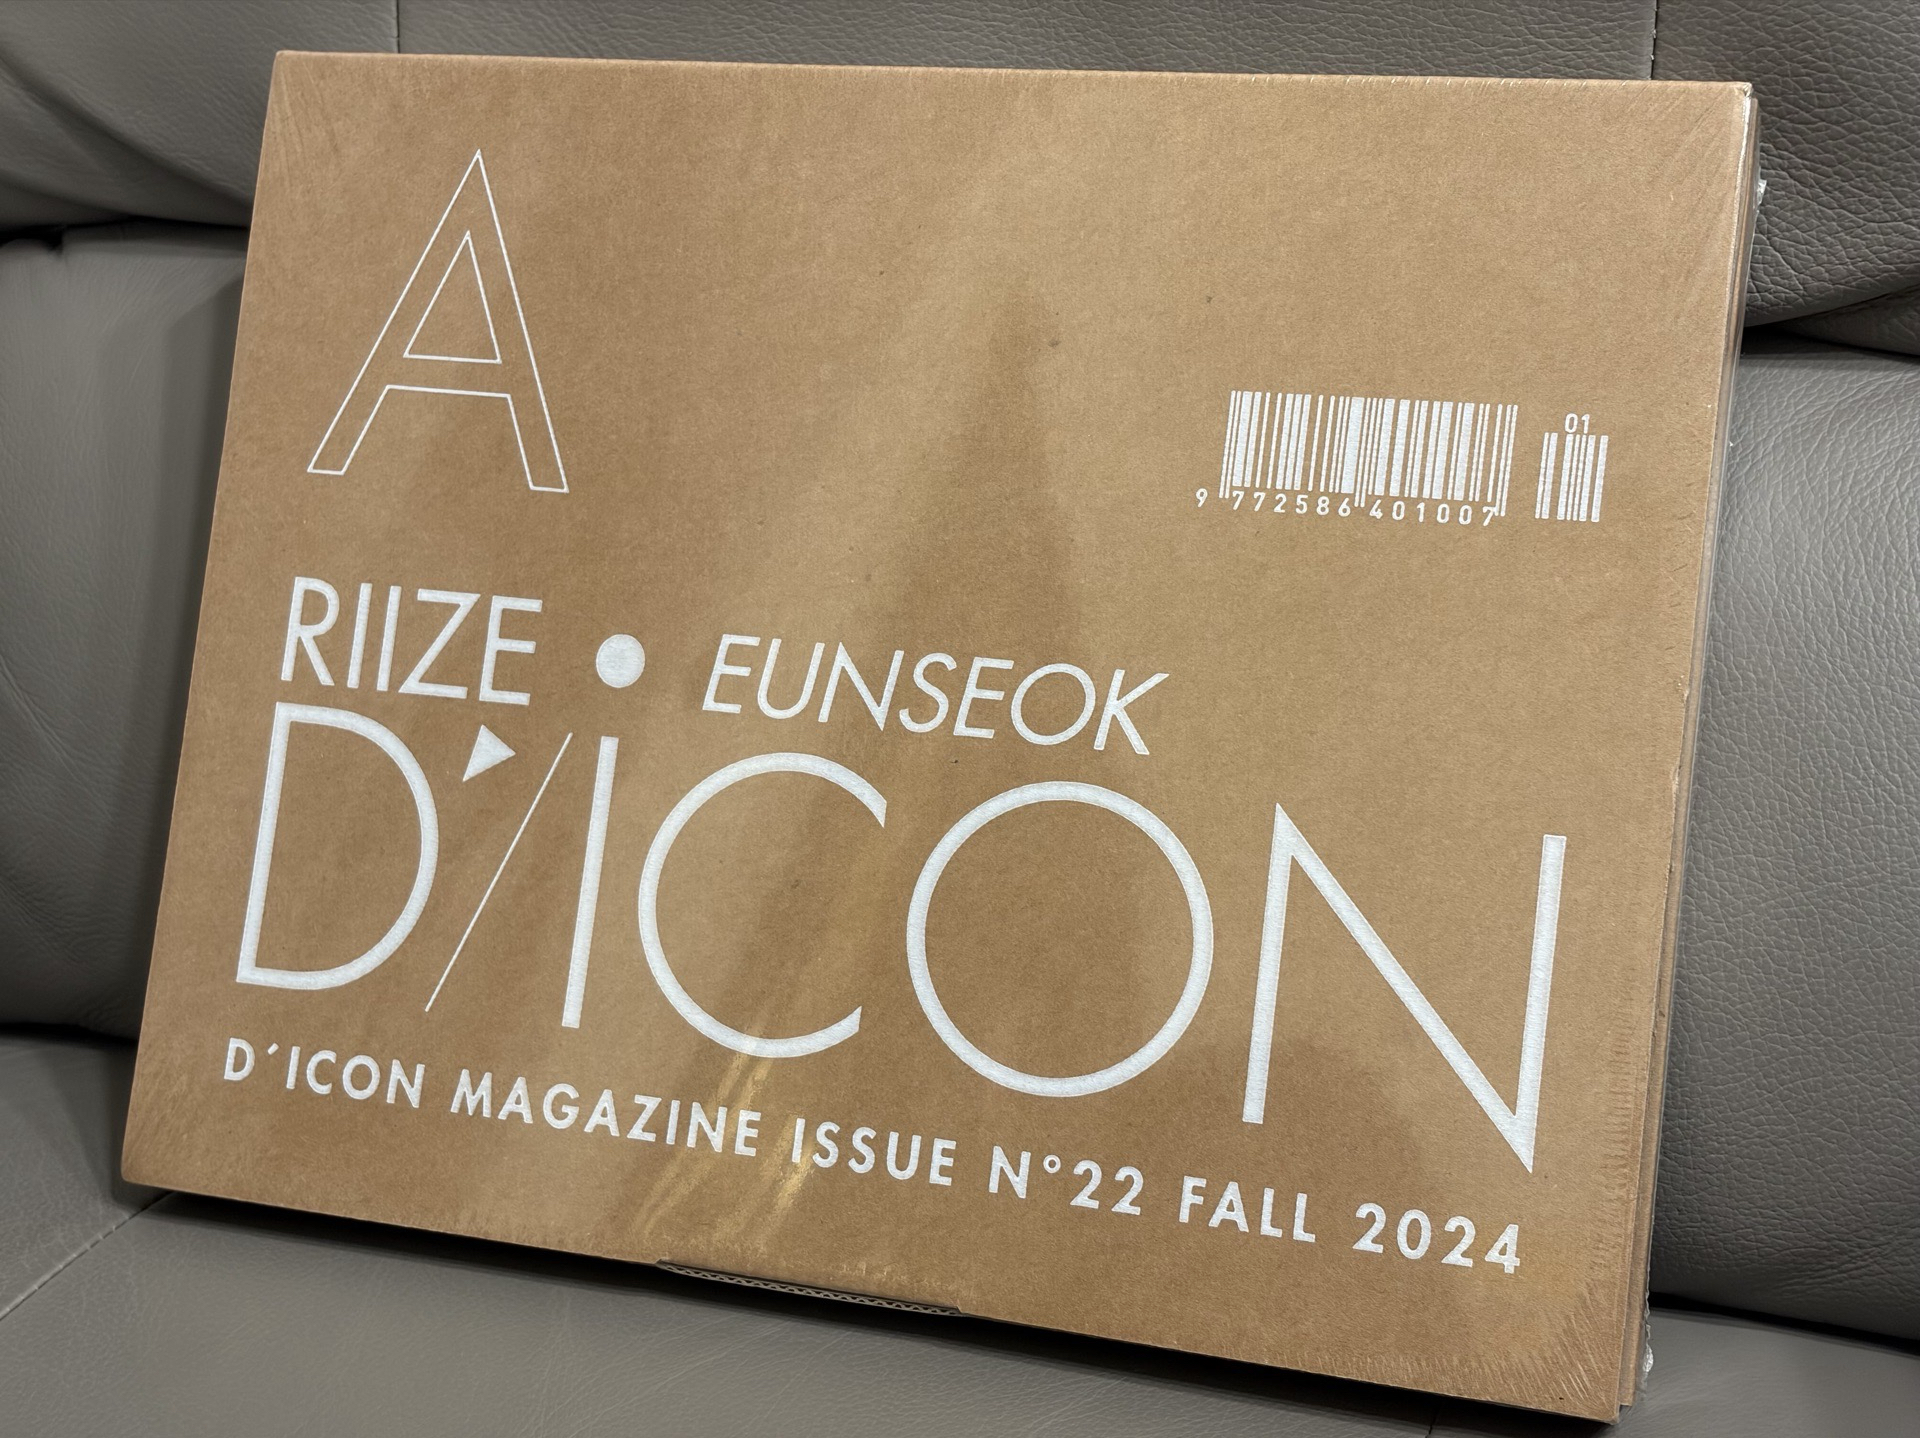 A
01
9 772586 401007
RIIZE • EUNSEOK
D'/ICON
D´ICON MAGAZINE ISSUE N°22 FALL 2024